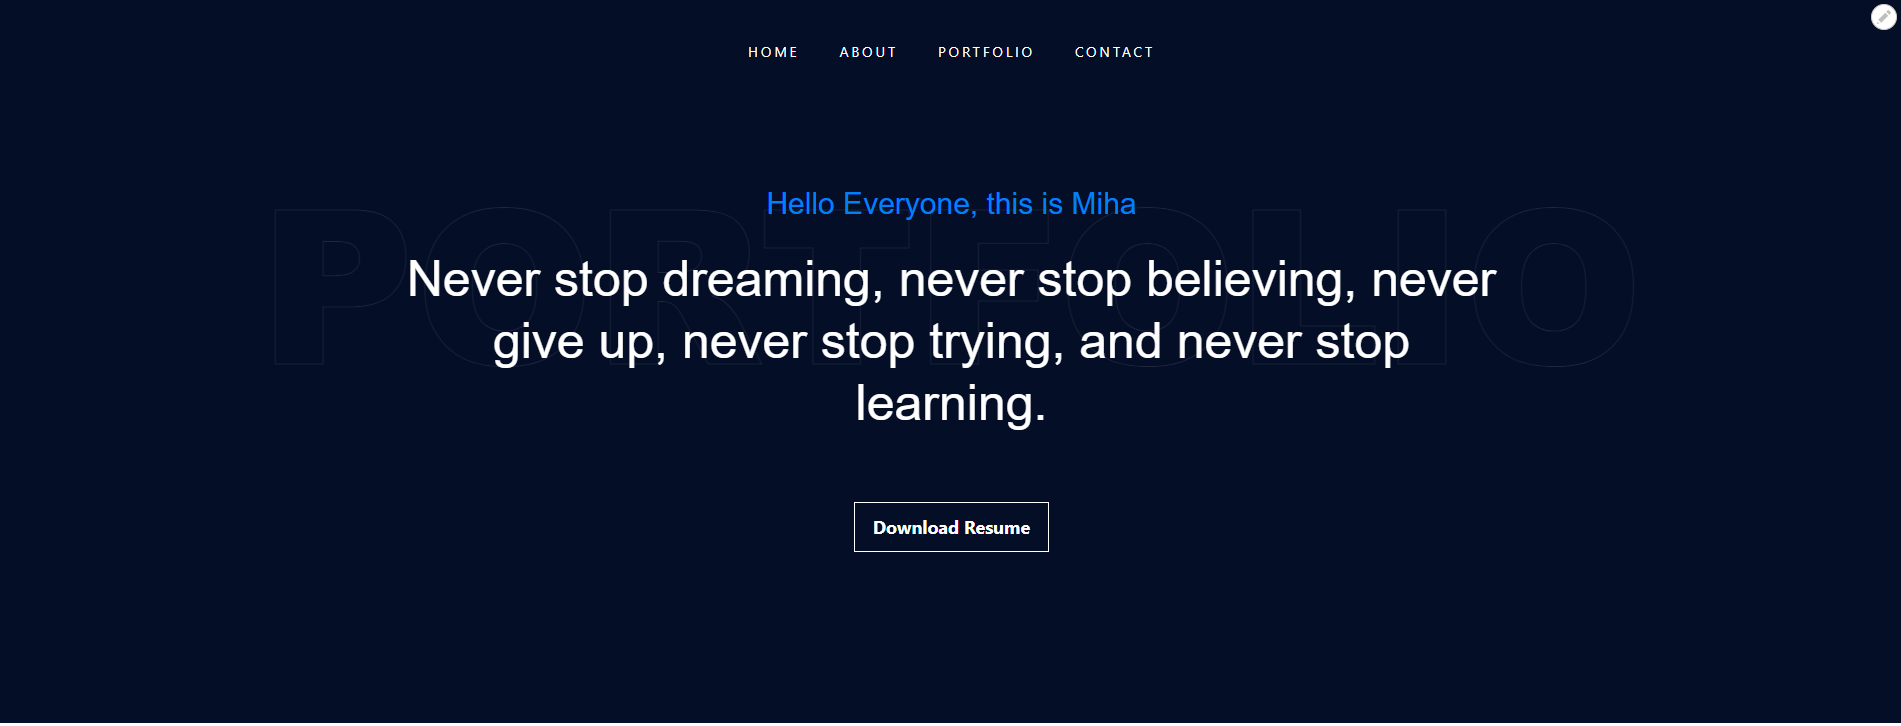 HOME ABOUT PORTFOLIO CONTACT
Hello Everyone, this is Miha
PORTFOLIO
Never stop dreaming, never stop believing, never
give up, never stop trying, and never stop
learning.
Download Resume